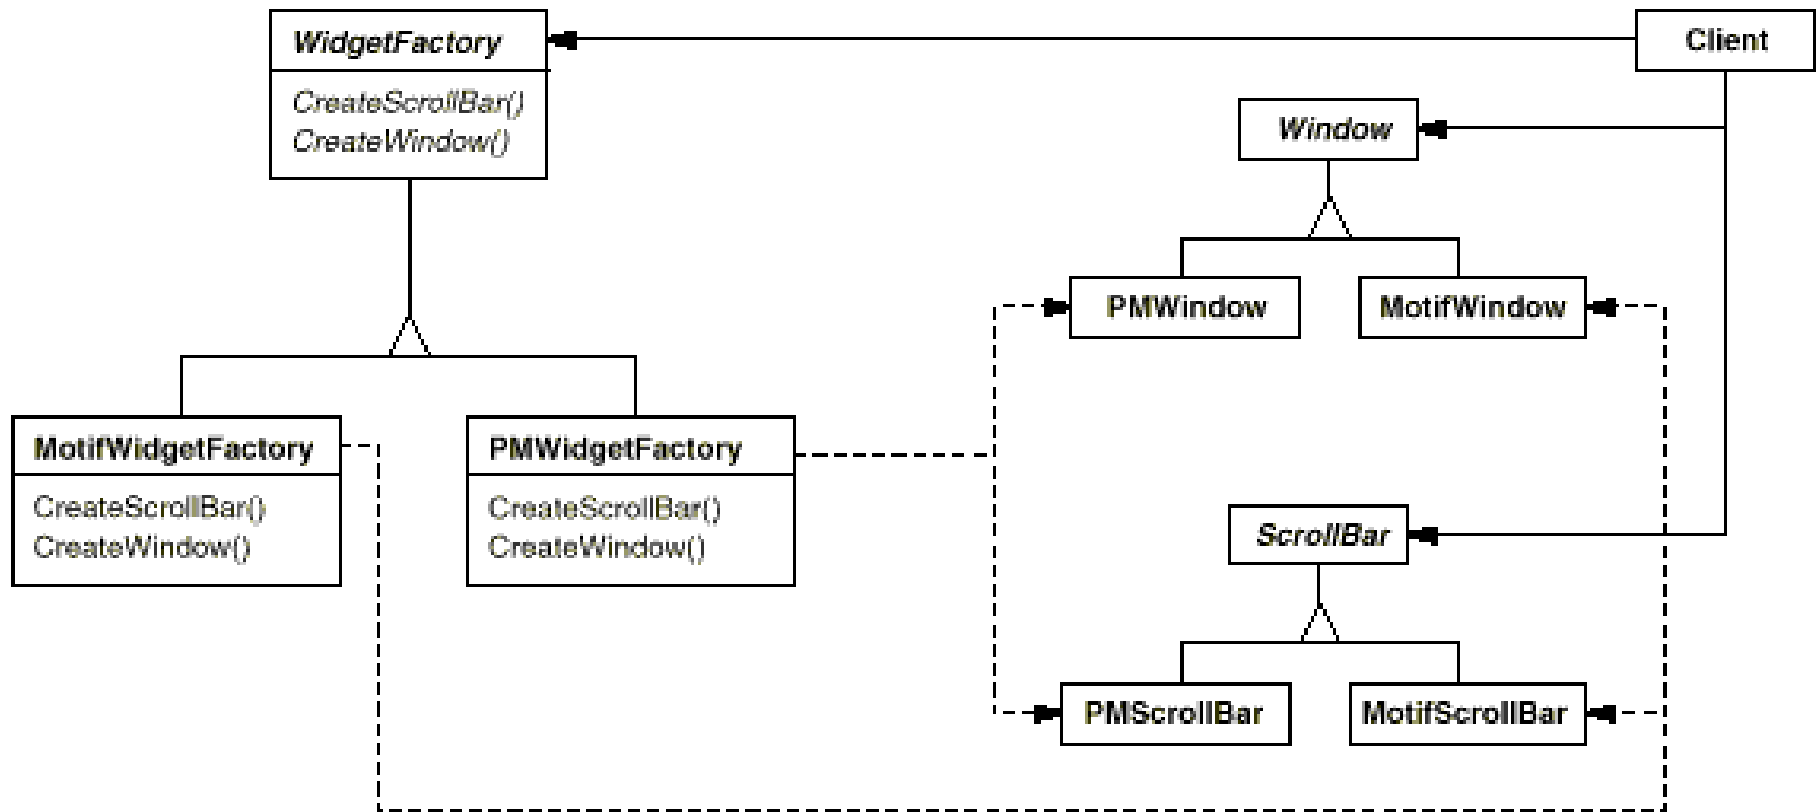 WidgetFactory
CreateScrollBar()
CreateWindow()
Client
Window
PMWindow
MotifWindow
MotifWidgetFactory
CreateScrollBar()
CreateWindow()
PMWidgetFactory
CreateScrollBar()
CreateWindow()
ScrollBar
PMScrollBar
MotifScrollBar